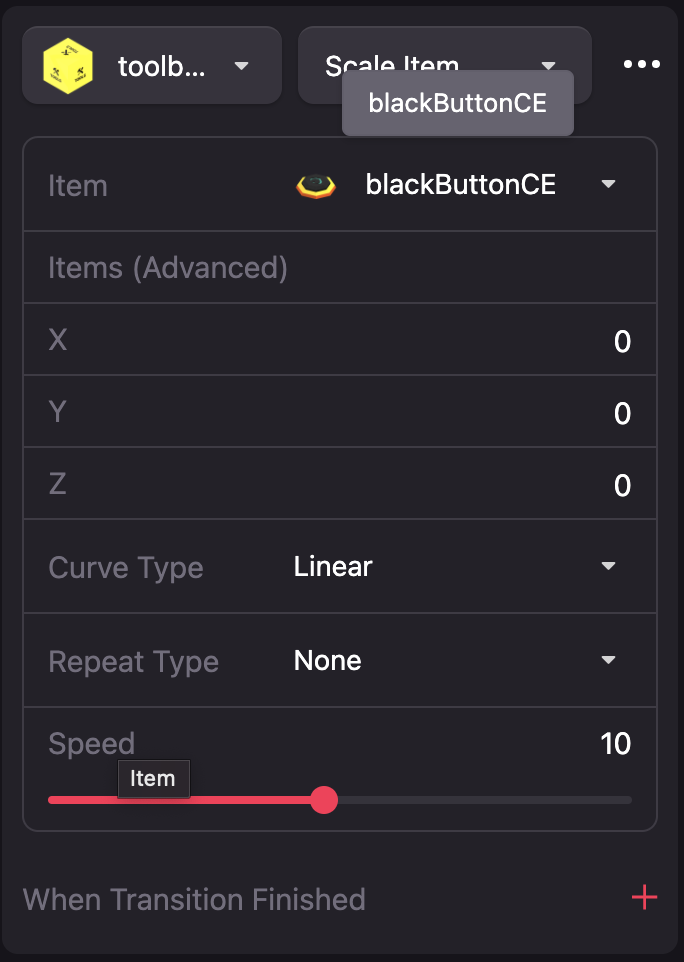 toolb...
Scale Item
blackButtonCE
Item
blackButtonCE
Items (Advanced)
X
0
Y
0
Z
0
Curve Type
Linear
Repeat Type
None
Speed
10
Item
When Transition Finished